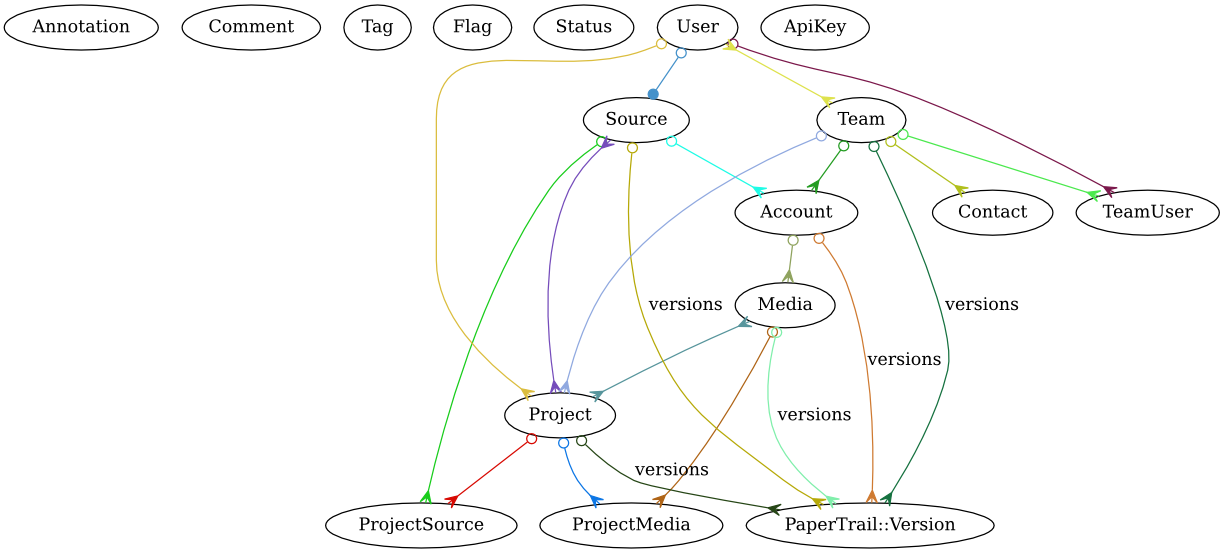 Annotation
Comment
Tag
Flag
Status
User
ApiKey
Source
Team
Account
Contact
TeamUser
Media
versions
versions
versions
Project
versions
versions
ProjectSource
ProjectMedia
PaperTrail::Version